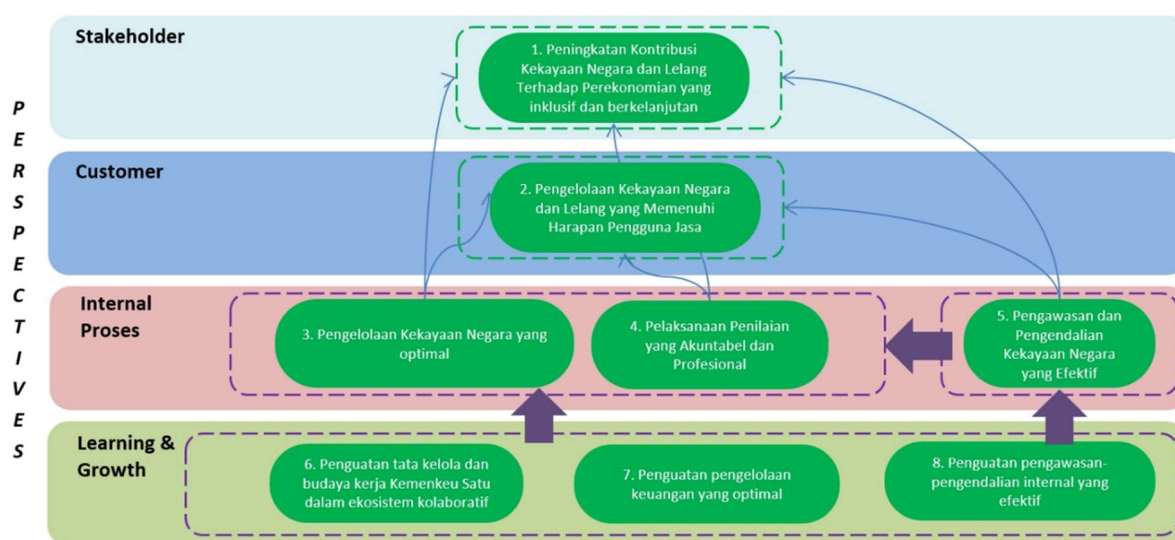 PERSPECTIVES
Stakeholder
1. Peningkatan Kontribusi
Kekayaan Negara dan Lelang
Terhadap Perekonomian yang
inklusif dan berkelanjutan
Customer
2. Pengelolaan Kekayaan Negara
dan Lelang yang Memenuhi
Harapan Pengguna Jasa
Internal
Proses
3. Pengelolaan Kekayaan Negara yang
optimal
4. Pelaksanaan Penilaian
yang Akuntabel dan
Profesional
5. Pengawasan dan
Pengendalian
Kekayaan Negara
yang Efektif
Learning &
Growth
6. Penguatan tata kelola dan
budaya kerja Kemenkeu Satu
dalam ekosistem kolaboratif
7. Penguatan pengelolaan
keuangan yang optimal
8. Penguatan pengawasan-
pengendalian internal yang
efektif